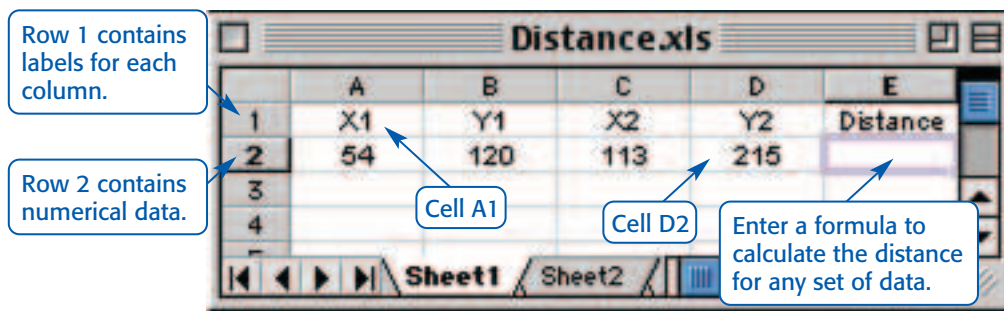 Row 1 contains
labels for each
column.
Row 2 contains
numerical data.
Distance.xls
A B C D E
1 X1 Y1 X2 Y2 Distance
2 54 120 113 215
3
4
Cell A1
Cell D2
Enter a formula to
calculate the distance
for any set of data.
Sheet1 Sheet2